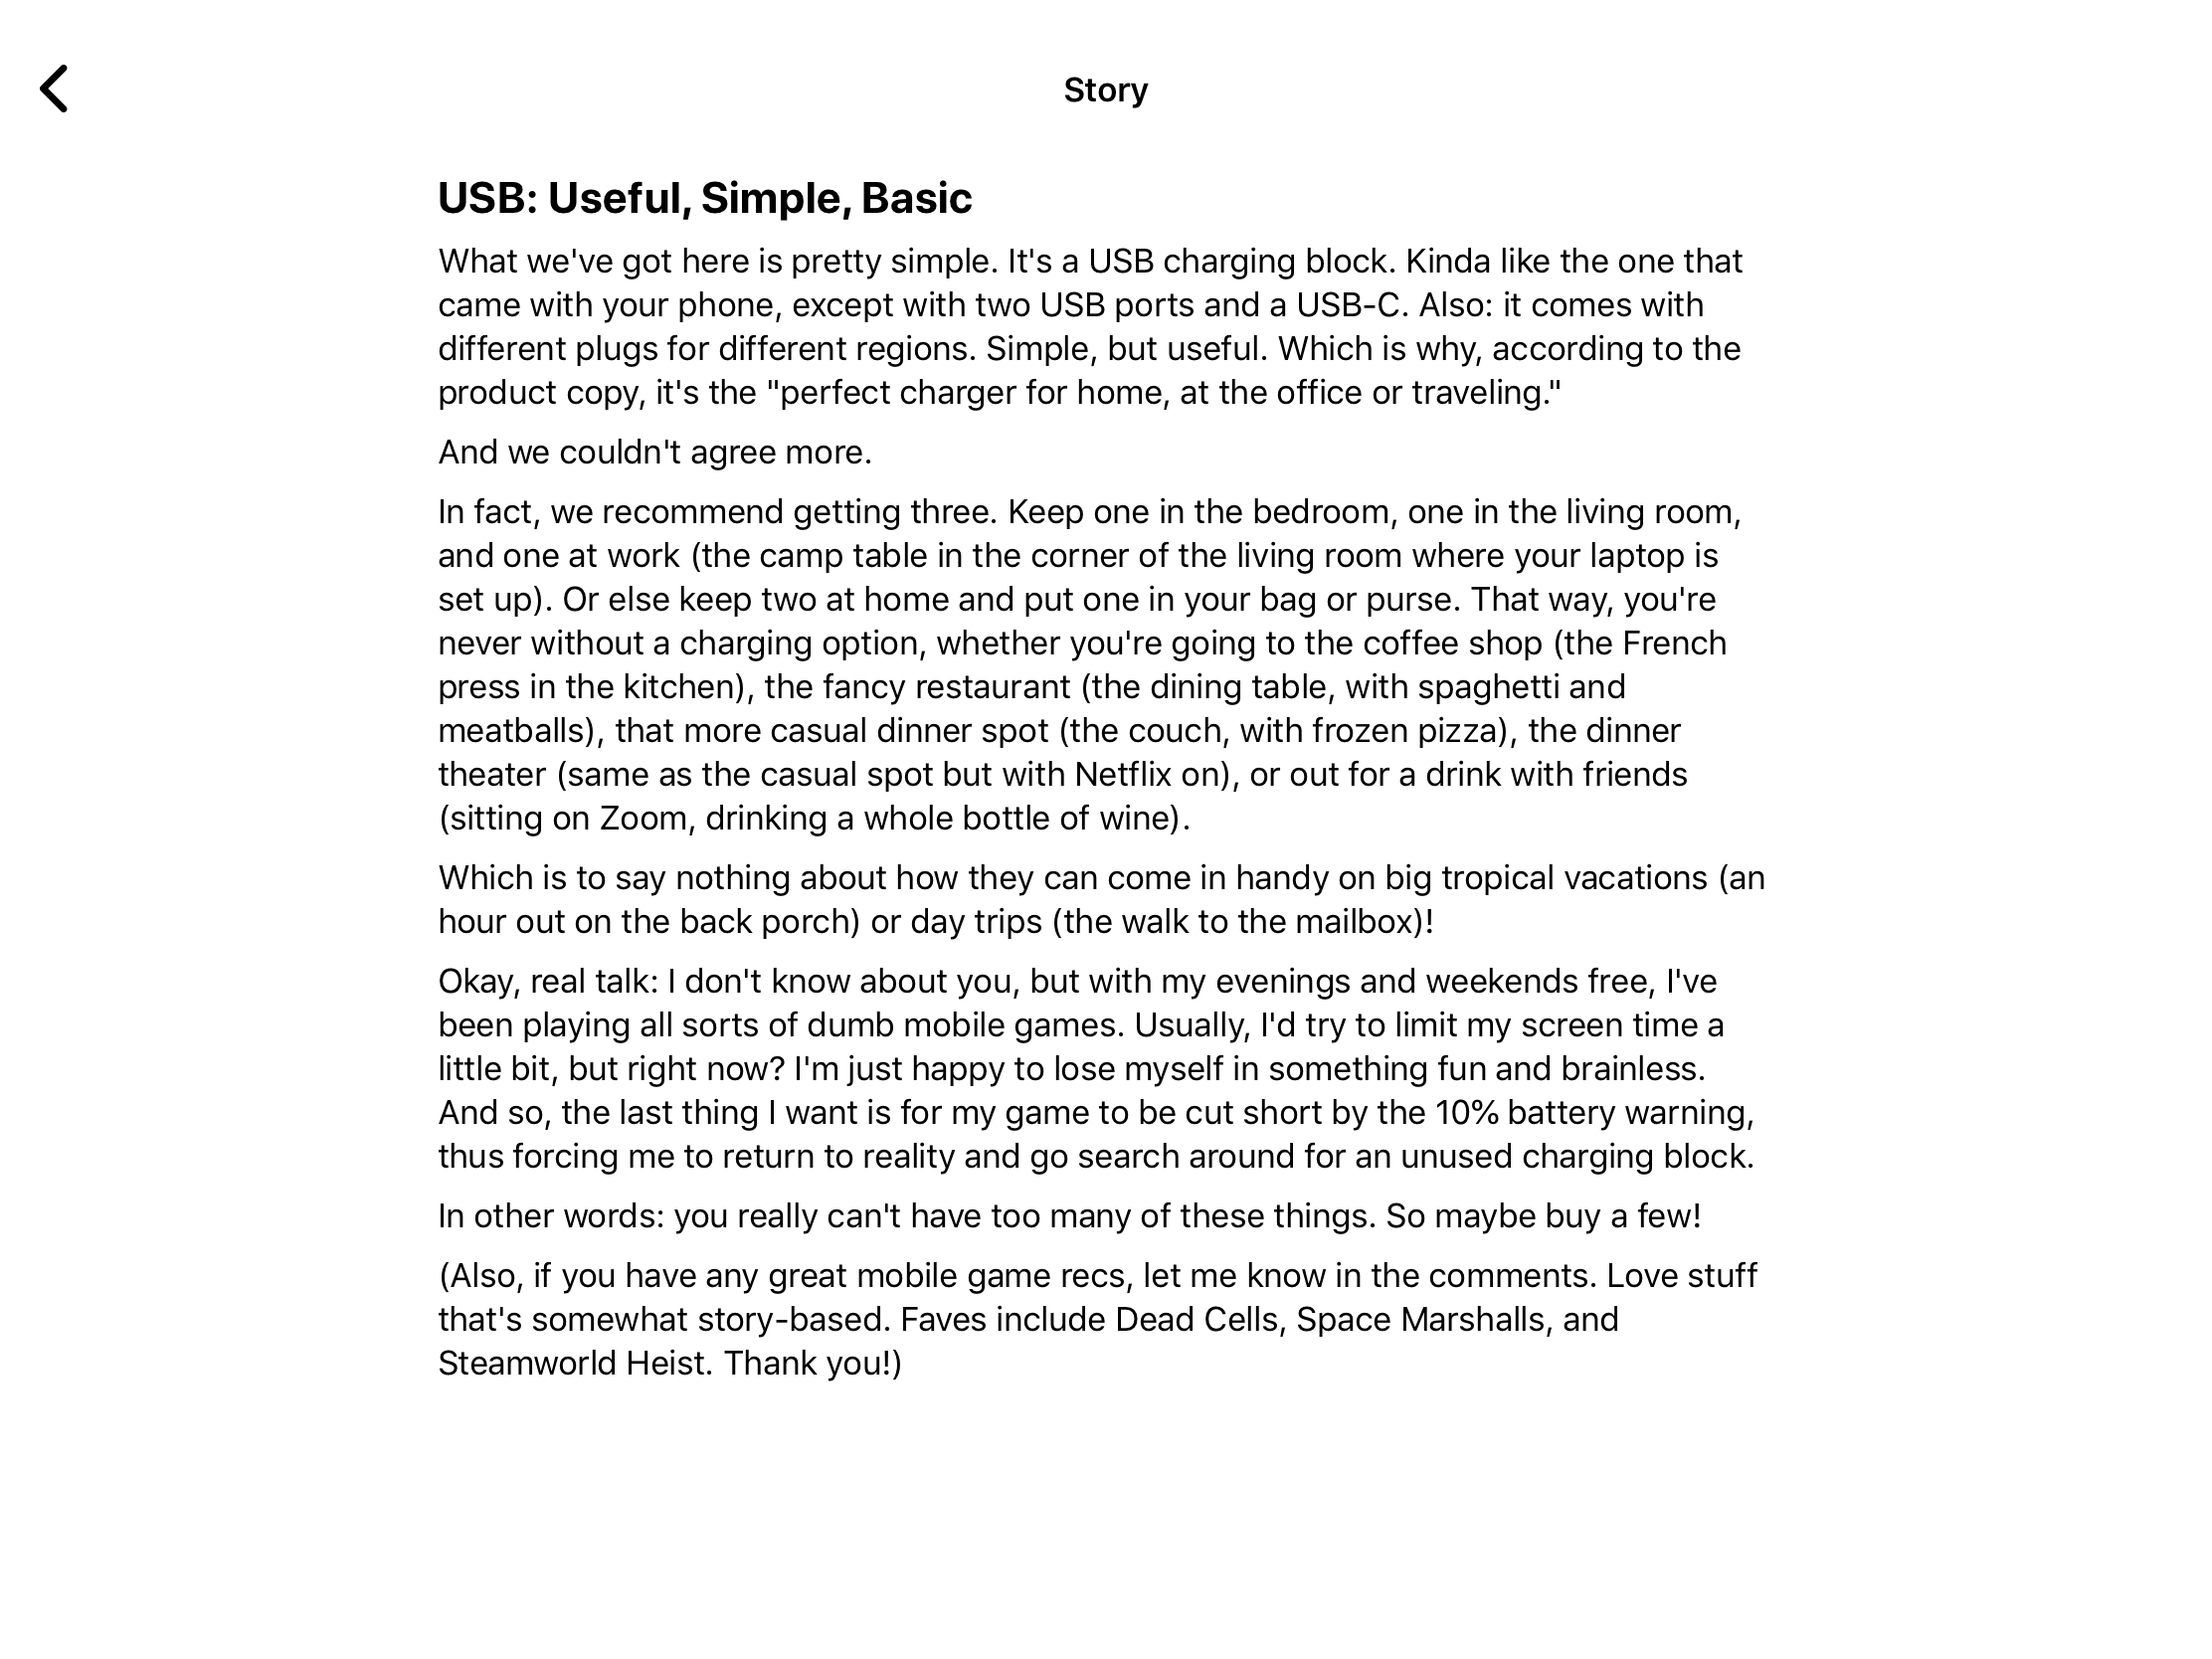 Story
USB: Useful, Simple, Basic
What we've got here is pretty simple. It's a USB charging block. Kinda like the one that
came with your phone, except with two USB ports and a USB-C. Also: it comes with
different plugs for different regions. Simple, but useful. Which is why, according to the
product copy, it's the "perfect charger for home, at the office or traveling."
And we couldn't agree more.
In fact, we recommend getting three. Keep one in the bedroom, one in the living room,
and one at work (the camp table in the corner of the living room where your laptop is
set up). Or else keep two at home and put one in your bag or purse. That way, you're
never without a charging option, whether you're going to the coffee shop (the French
press in the kitchen), the fancy restaurant (the dining table, with spaghetti and
meatballs), that more casual dinner spot (the couch, with frozen pizza), the dinner
theater (same as the casual spot but with Netflix on), or out for a drink with friends
(sitting on Zoom, drinking a whole bottle of wine).
Which is to say nothing about how they can come in handy on big tropical vacations (an
hour out on the back porch) or day trips (the walk to the mailbox)!
Okay, real talk: I don't know about you, but with my evenings and weekends free, I've
been playing all sorts of dumb mobile games. Usually, I'd try to limit my screen time a
little bit, but right now? I'm just happy to lose myself in something fun and brainless.
And so, the last thing I want is for my game to be cut short by the 10% battery warning,
thus forcing me to return to reality and go search around for an unused charging block.
In other words: you really can't have too many of these things. So maybe buy a few!
(Also, if you have any great mobile game recs, let me know in the comments. Love stuff
that's somewhat story-based. Faves include Dead Cells, Space Marshalls, and
Steamworld Heist. Thank you!)